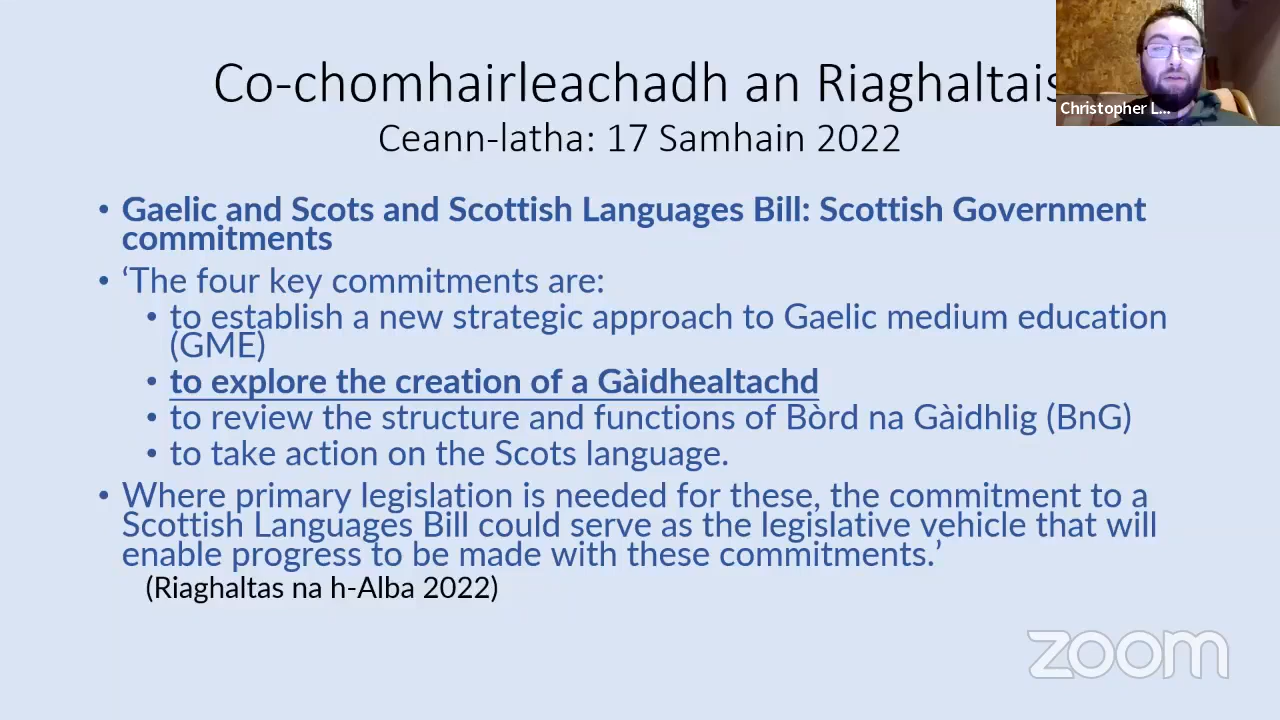 Co-chomhairleachadh an Riaghaltais
Christopher L...
Ceann-latha: 17 Samhain 2022
• Gaelic and Scots and Scottish Languages Bill: Scottish Government
commitments
• ‘The four key commitments are:
• to establish a new strategic approach to Gaelic medium education
(GME)
• to explore the creation of a Gàidhealtachd
• to review the structure and functions of Bòrd na Gàidhlig (BnG)
• to take action on the Scots language.
• Where primary legislation is needed for these, the commitment to a
Scottish Languages Bill could serve as the legislative vehicle that will
enable progress to be made with these commitments.’
(Riaghaltas na h-Alba 2022)
zoom